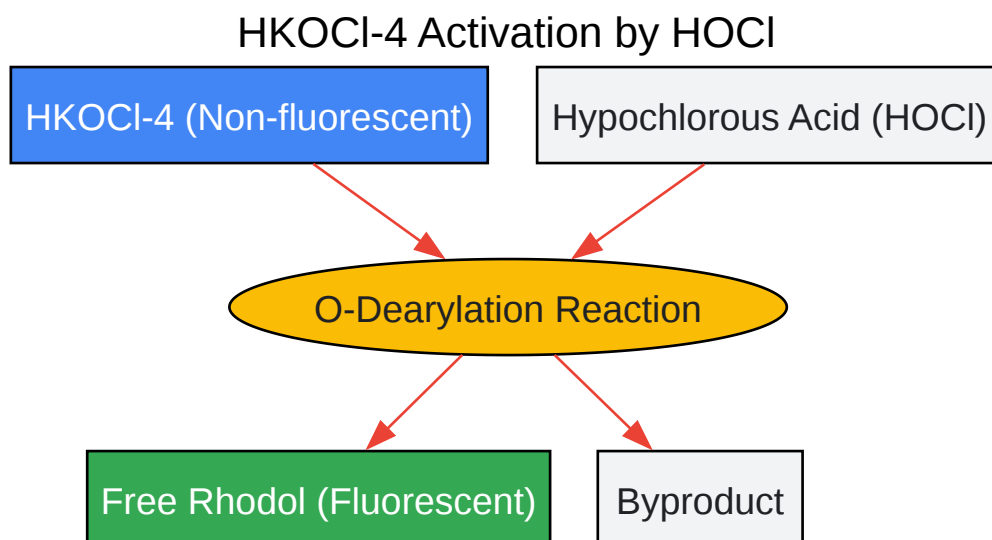 HKOCl-4 Activation by HOCl
HKOCl-4 (Non-fluorescent)
Hypochlorous Acid (HOCl)
O-Dearylation Reaction
Free Rhodol (Fluorescent)
Byproduct